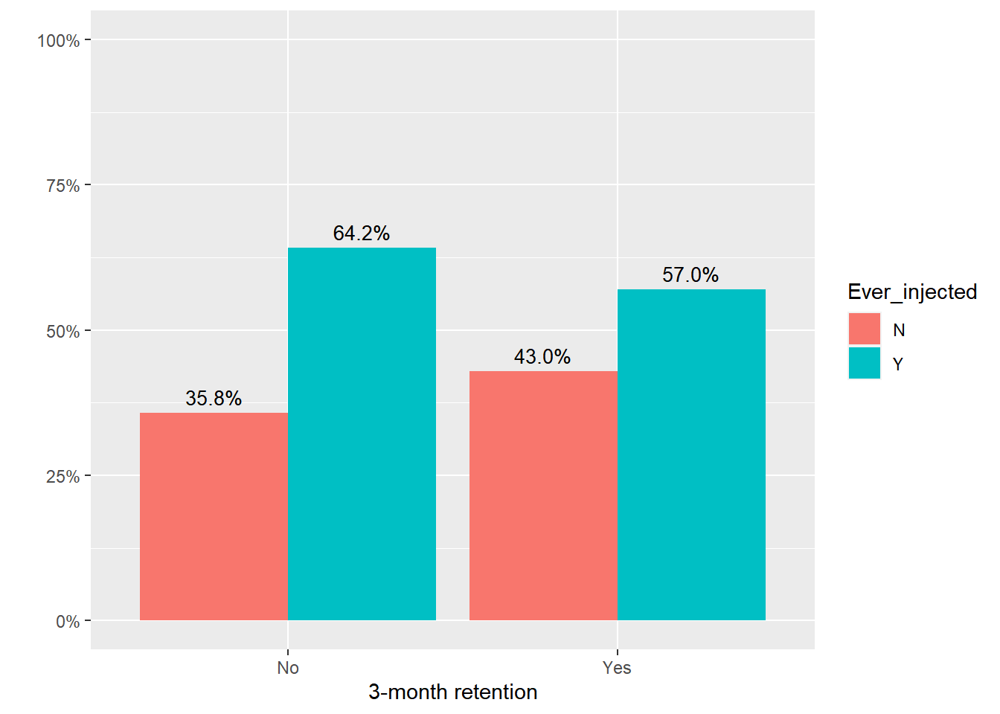 100%
75%
50%
25%
0%
64.2%
57.0%
43.0%
35.8%
No
Yes
3-month retention
Ever_injected
N
Y